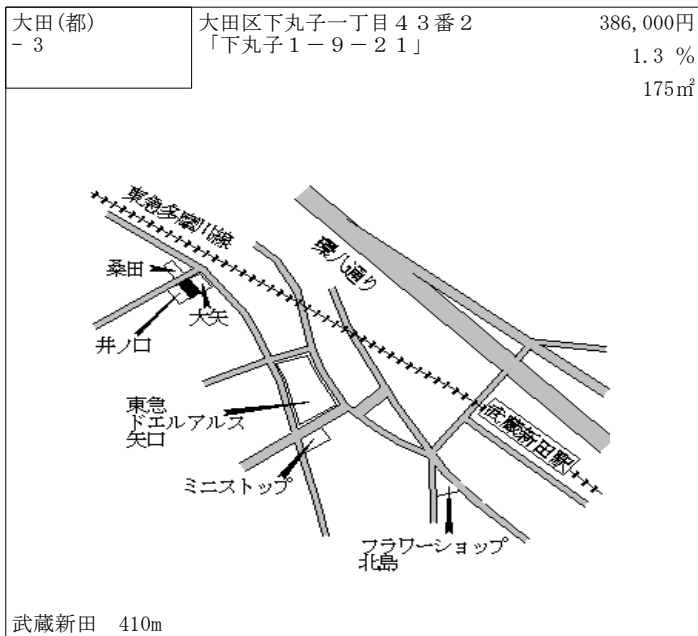 大田(都)
- 3
大田区下丸子一丁目４３番２
「下丸子１－９－２１」
386,000円
1.3 %
175㎡
東急多摩川線
環八通り
桑田
大矢
井ノ口
東急
ドエルアルス
矢口
武蔵新田駅
ミニストップ
フラワーショップ
北島
武蔵新田　410m